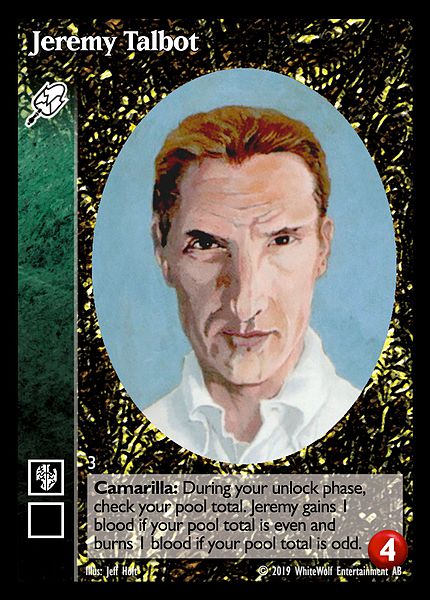 Jeremy Talbot
3
Camarilla: During your unlock phase,
check your pool total. Jeremy gains 1
blood if your pool total is even and
burns 1 blood if your pool total is odd.
4
Illus: Jeff Holt
© 2019 WhiteWolf Entertainment AB